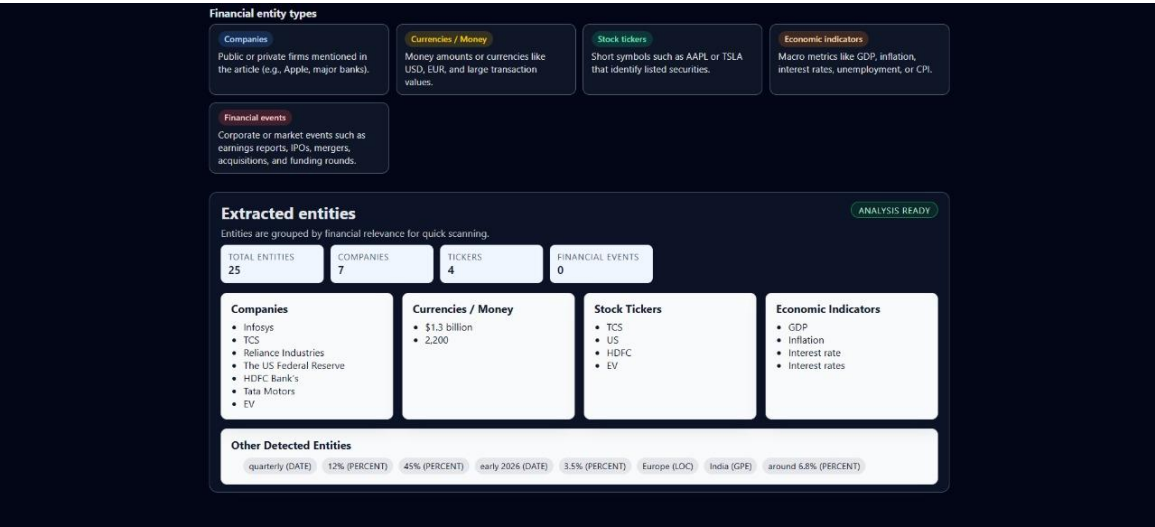 Financial entity types
Companies
Public or private firms mentioned in
the article (e.g., Apple, major banks).
Currencies / Money
Money amounts or currencies like
USD, EUR, and large transaction
values.
Stock tickers
Short symbols such as AAPL or TSLA
that identify listed securities.
Economic indicators
Macro metrics like GDP, inflation,
interest rates, unemployment, or CPI.
Financial events
Corporate or market events such as
earnings reports, IPOs, mergers,
acquisitions, and funding rounds.
Extracted entities
ANALYSIS READY
Entities are grouped by financial relevance for quick scanning.
TOTAL ENTITIES
25
COMPANIES
7
TICKERS
4
FINANCIAL EVENTS
0
Companies
• Infosys
• TCS
• Reliance Industries
• The US Federal Reserve
• HDFC Bank's
• Tata Motors
• EV
Currencies / Money
• $1.3 billion
• 2,200
Stock Tickers
• TCS
• US
• HDFC
• EV
Economic Indicators
• GDP
• Inflation
• Interest rate
• Interest rates
Other Detected Entities
quarterly (DATE) 12% (PERCENT) 45% (PERCENT) early 2026 (DATE) 3.5% (PERCENT) Europe (LOC) India (GPE) around 6.8% (PERCENT)